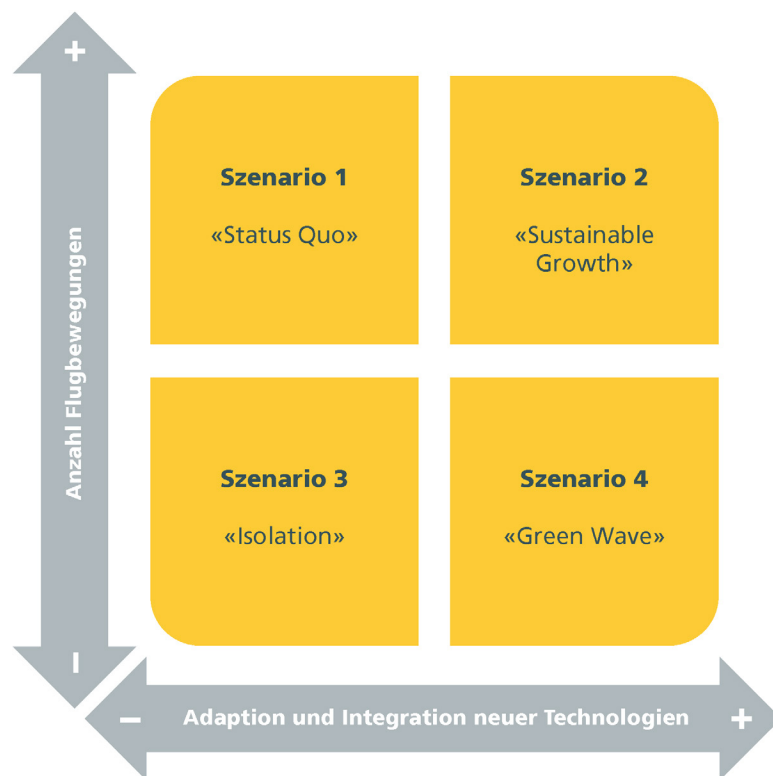 +
Anzahl Flugbewegungen
–
Szenario 1
«Status Quo»
Szenario 2
«Sustainable
Growth»
Szenario 3
«Isolation»
Szenario 4
«Green Wave»
– Adaption und Integration neuer Technologien +